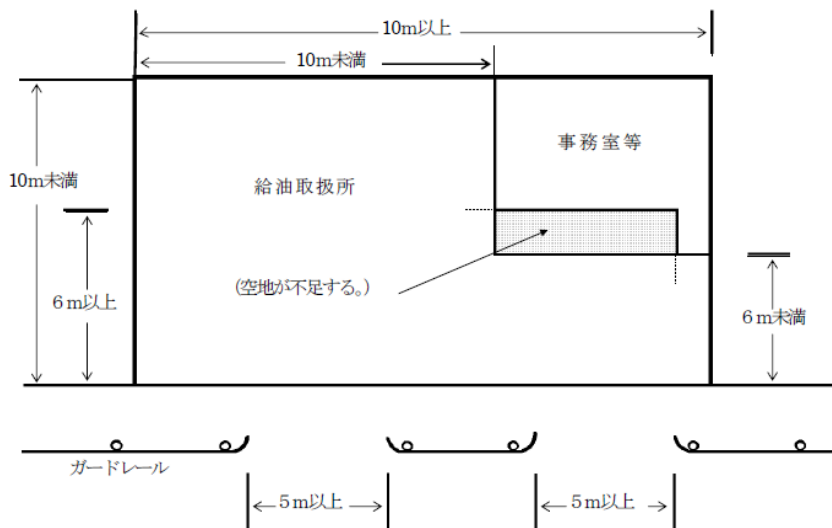 10m以上
10m未満
事務室等
10m未満
給油取扱所
(空地が不足する。)
6m以上
6m未満
ガードレール
5m以上
5m以上